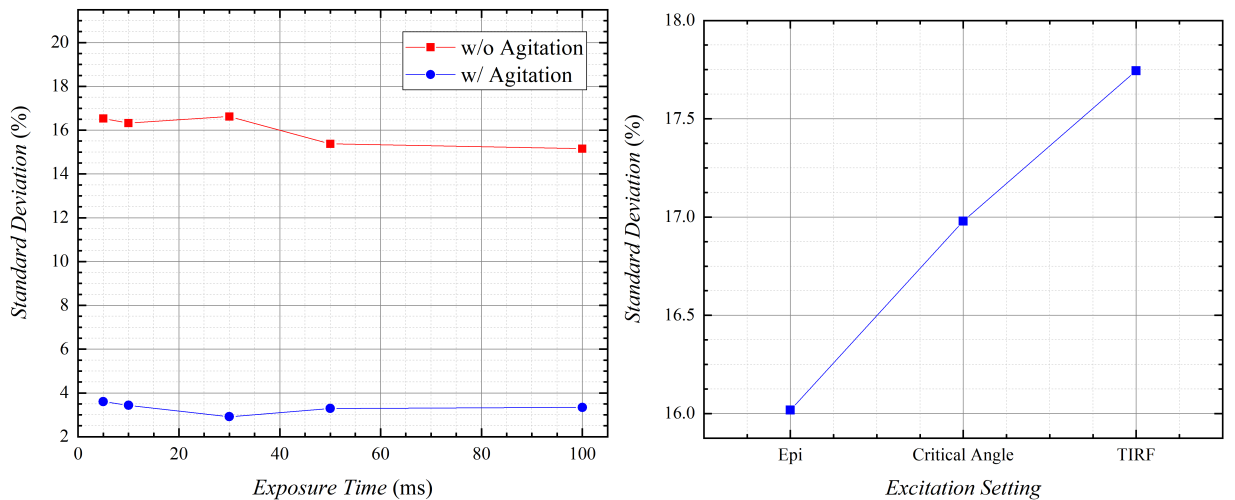 Standard Deviation (%)
20
18
16
14
12
10
8
6
4
2
w/o Agitation
w/ Agitation
0
20
40
60
80
100
Exposure Time (ms)
Standard Deviation (%)
18.0
17.5
17.0
16.5
16.0
Epi
Critical Angle
TIRF
Excitation Setting